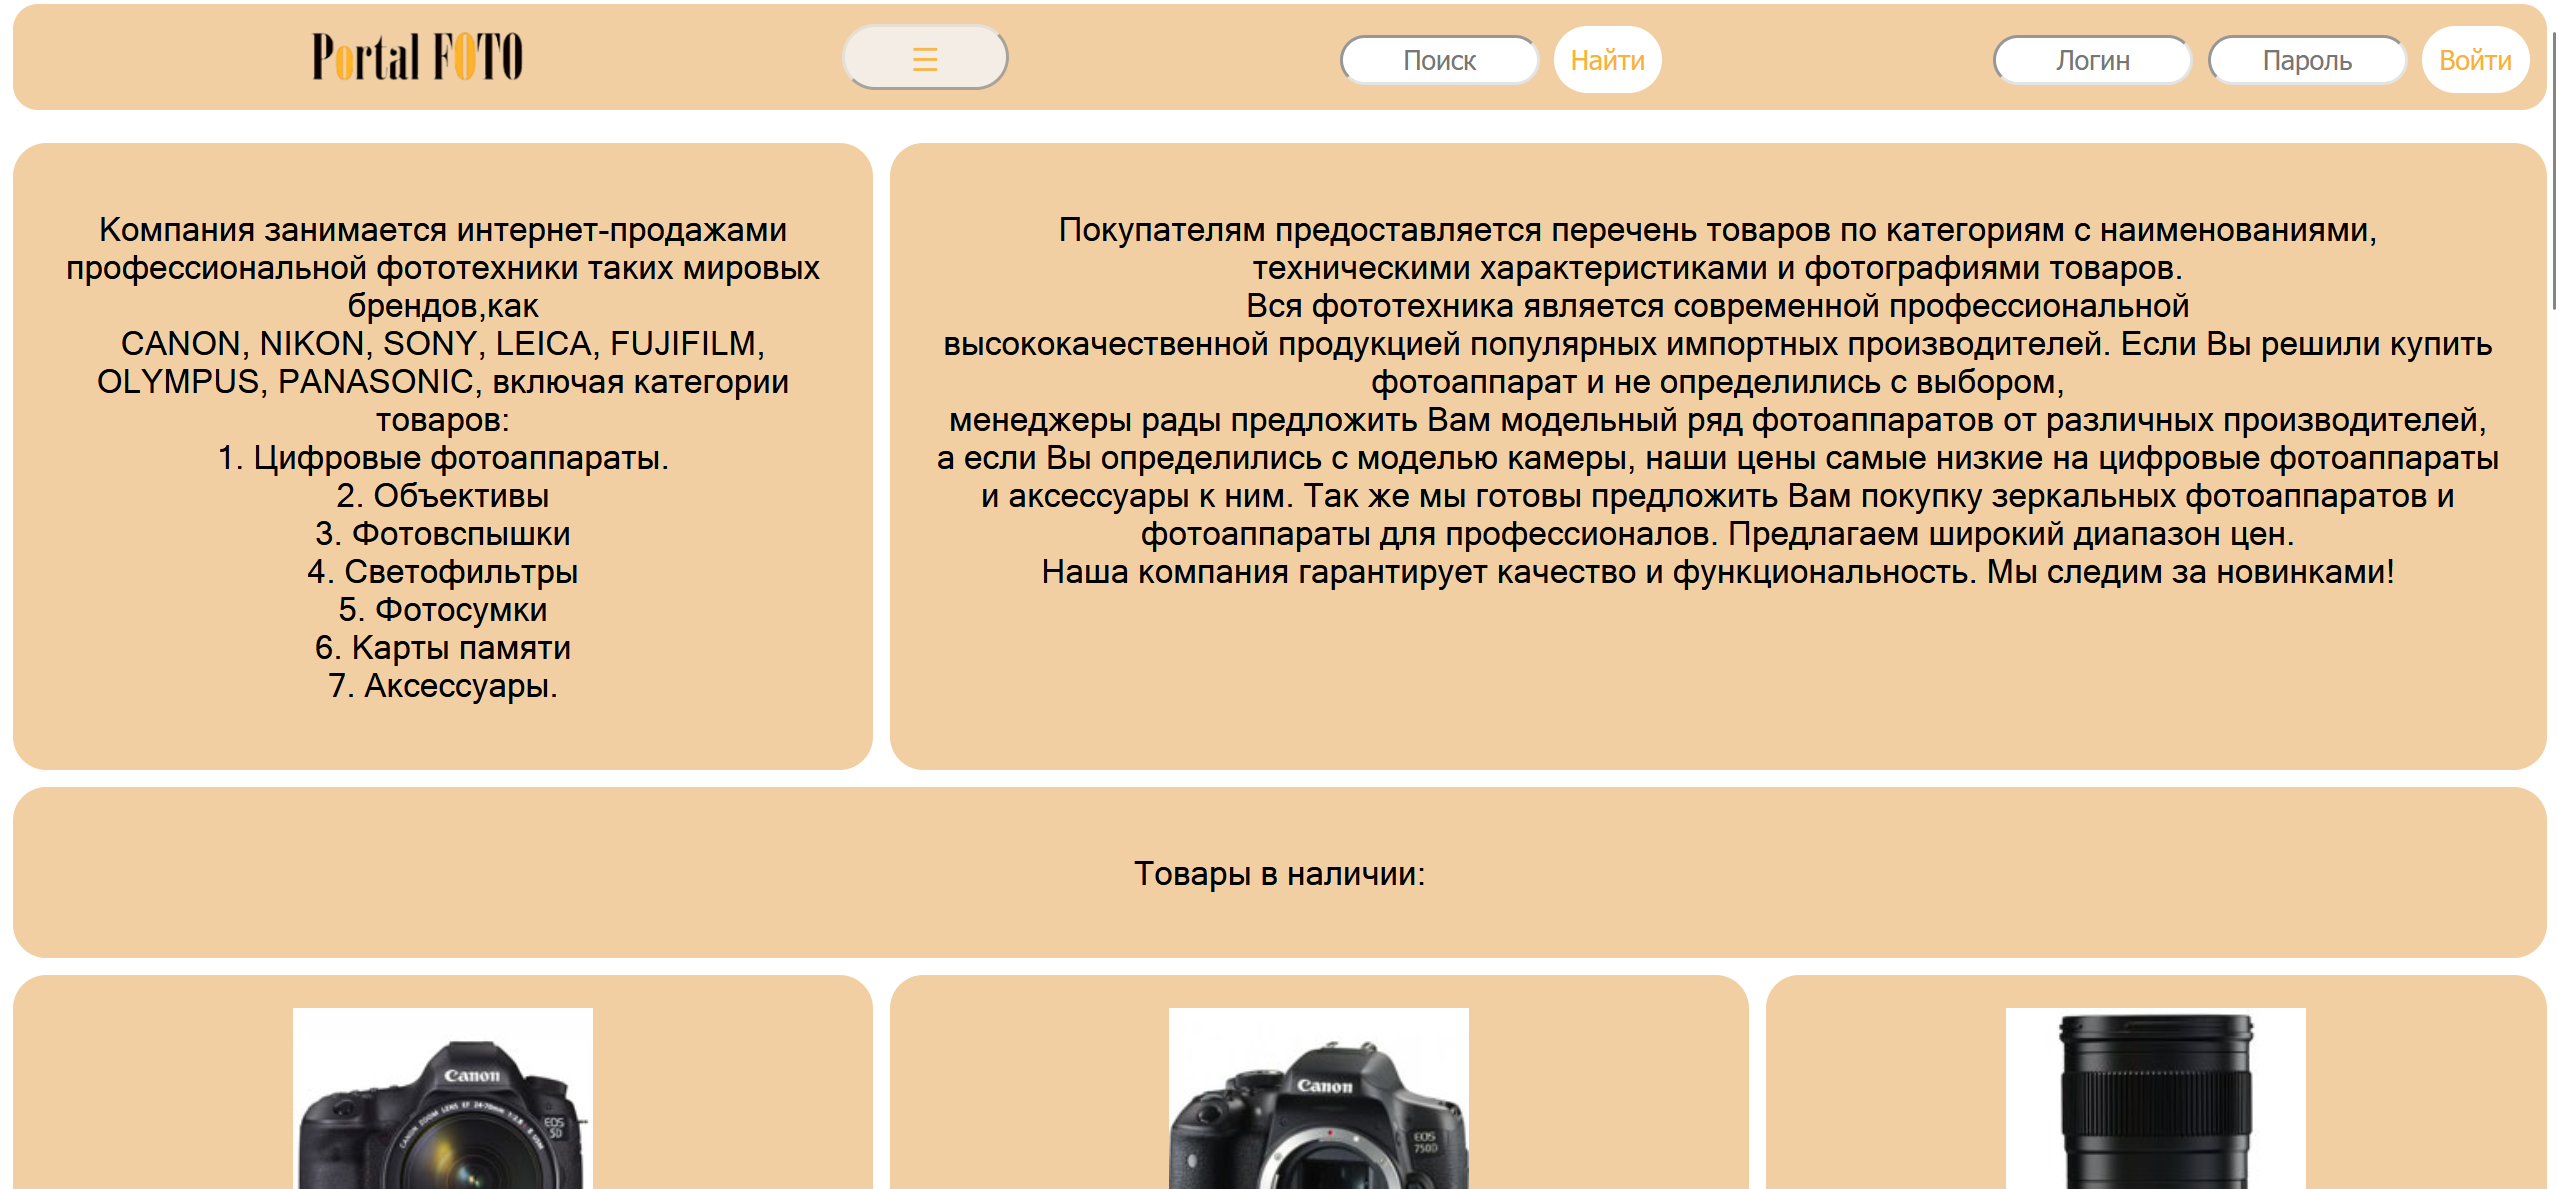 Portal FOTO
☰
Поиск
Найти
Логин
Пароль
Войти
Компания занимается интернет-продажами
профессиональной фототехники таких мировых
брендов,как
CANON, NIKON, SONY, LEICA, FUJIFILM,
OLYMPUS, PANASONIC, включая категории
товаров:
1. Цифровые фотоаппараты.
2. Объективы
3. Фотовспышки
4. Светофильтры
5. Фотосумки
6. Карты памяти
7. Аксессуары.
Покупателям предоставляется перечень товаров по категориям с наименованиями,
техническими характеристиками и фотографиями товаров.
Вся фототехника является современной профессиональной
высококачественной продукцией популярных импортных производителей. Если Вы решили купить
фотоаппарат и не определились с выбором,
менеджеры рады предложить Вам модельный ряд фотоаппаратов от различных производителей,
а если Вы определились с моделью камеры, наши цены самые низкие на цифровые фотоаппараты
и аксессуары к ним. Так же мы готовы предложить Вам покупку зеркальных фотоаппаратов и
фотоаппараты для профессионалов. Предлагаем широкий диапазон цен.
Наша компания гарантирует качество и функциональность. Мы следим за новинками!
Товары в наличии:
Canon
CANON ZOOM LENS EF 24-70mm
EOS
5D
Canon
EOS
750D